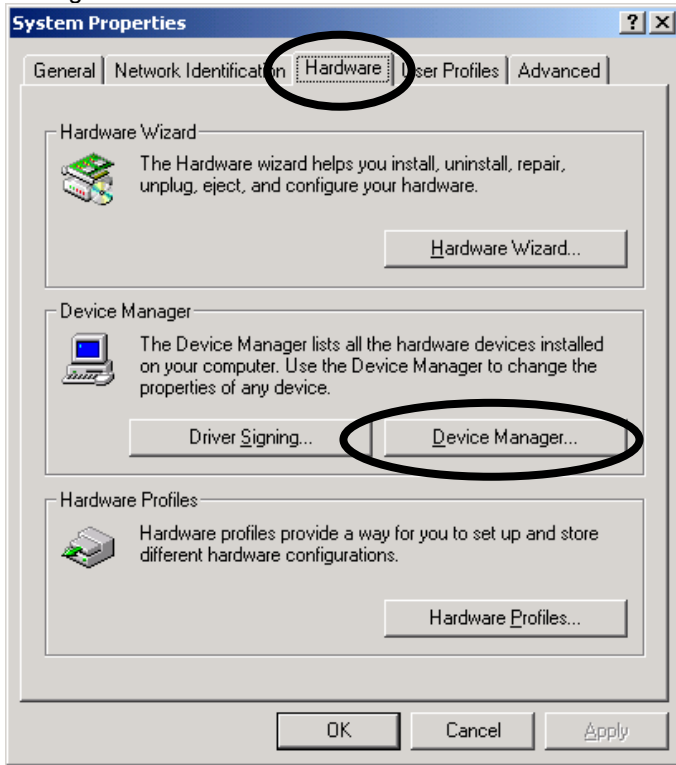 System Properties
General Network Identification Hardware User Profiles Advanced
Hardware Wizard
The Hardware wizard helps you install, uninstall, repair,
unplug, eject, and configure your hardware.
Hardware Wizard...
Device Manager
The Device Manager lists all the hardware devices installed
on your computer. Use the Device Manager to change the
properties of any device.
Driver Signing... Device Manager...
Hardware Profiles
Hardware profiles provide a way for you to set up and store
different hardware configurations.
Hardware Profiles...
OK Cancel Apply